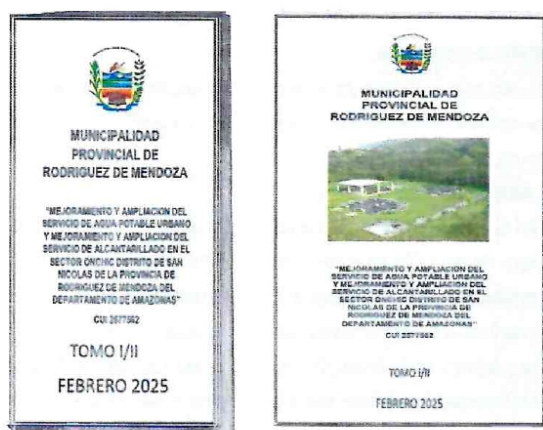 MUNICIPALIDAD
PROVINCIAL DE
RODRIGUEZ DE MENDOZA
"MEJORAMIENTO Y AMPLIACION DEL
SERVICIO DE AGUA POTABLE URBANO
Y MEJORAMIENTO Y AMPLIACION DEL
SERVICIO DE ALCANTARILLADO EN EL
SECTOR ONCHIC DISTRITO DE SAN
NICOLAS DE LA PROVINCIA DE
RODRIGUEZ DE MENDOZA DEL
DEPARTAMENTO DE AMAZONAS"
CUI 2577562
TOMO I/II
FEBRERO 2025
MUNICIPALIDAD
PROVINCIAL DE
RODRIGUEZ DE MENDOZA
"MEJORAMIENTO Y AMPLIACION DEL
SERVICIO DE AGUA POTABLE URBANO
Y MEJORAMIENTO Y AMPLIACION DEL
SERVICIO DE ALCANTARILLADO EN EL
SECTOR ONCHIC DISTRITO DE SAN
NICOLAS DE LA PROVINCIA DE
RODRIGUEZ DE MENDOZA DEL
DEPARTAMENTO DE AMAZONAS"
CUI 2577562
TOMO I/II
FEBRERO 2025